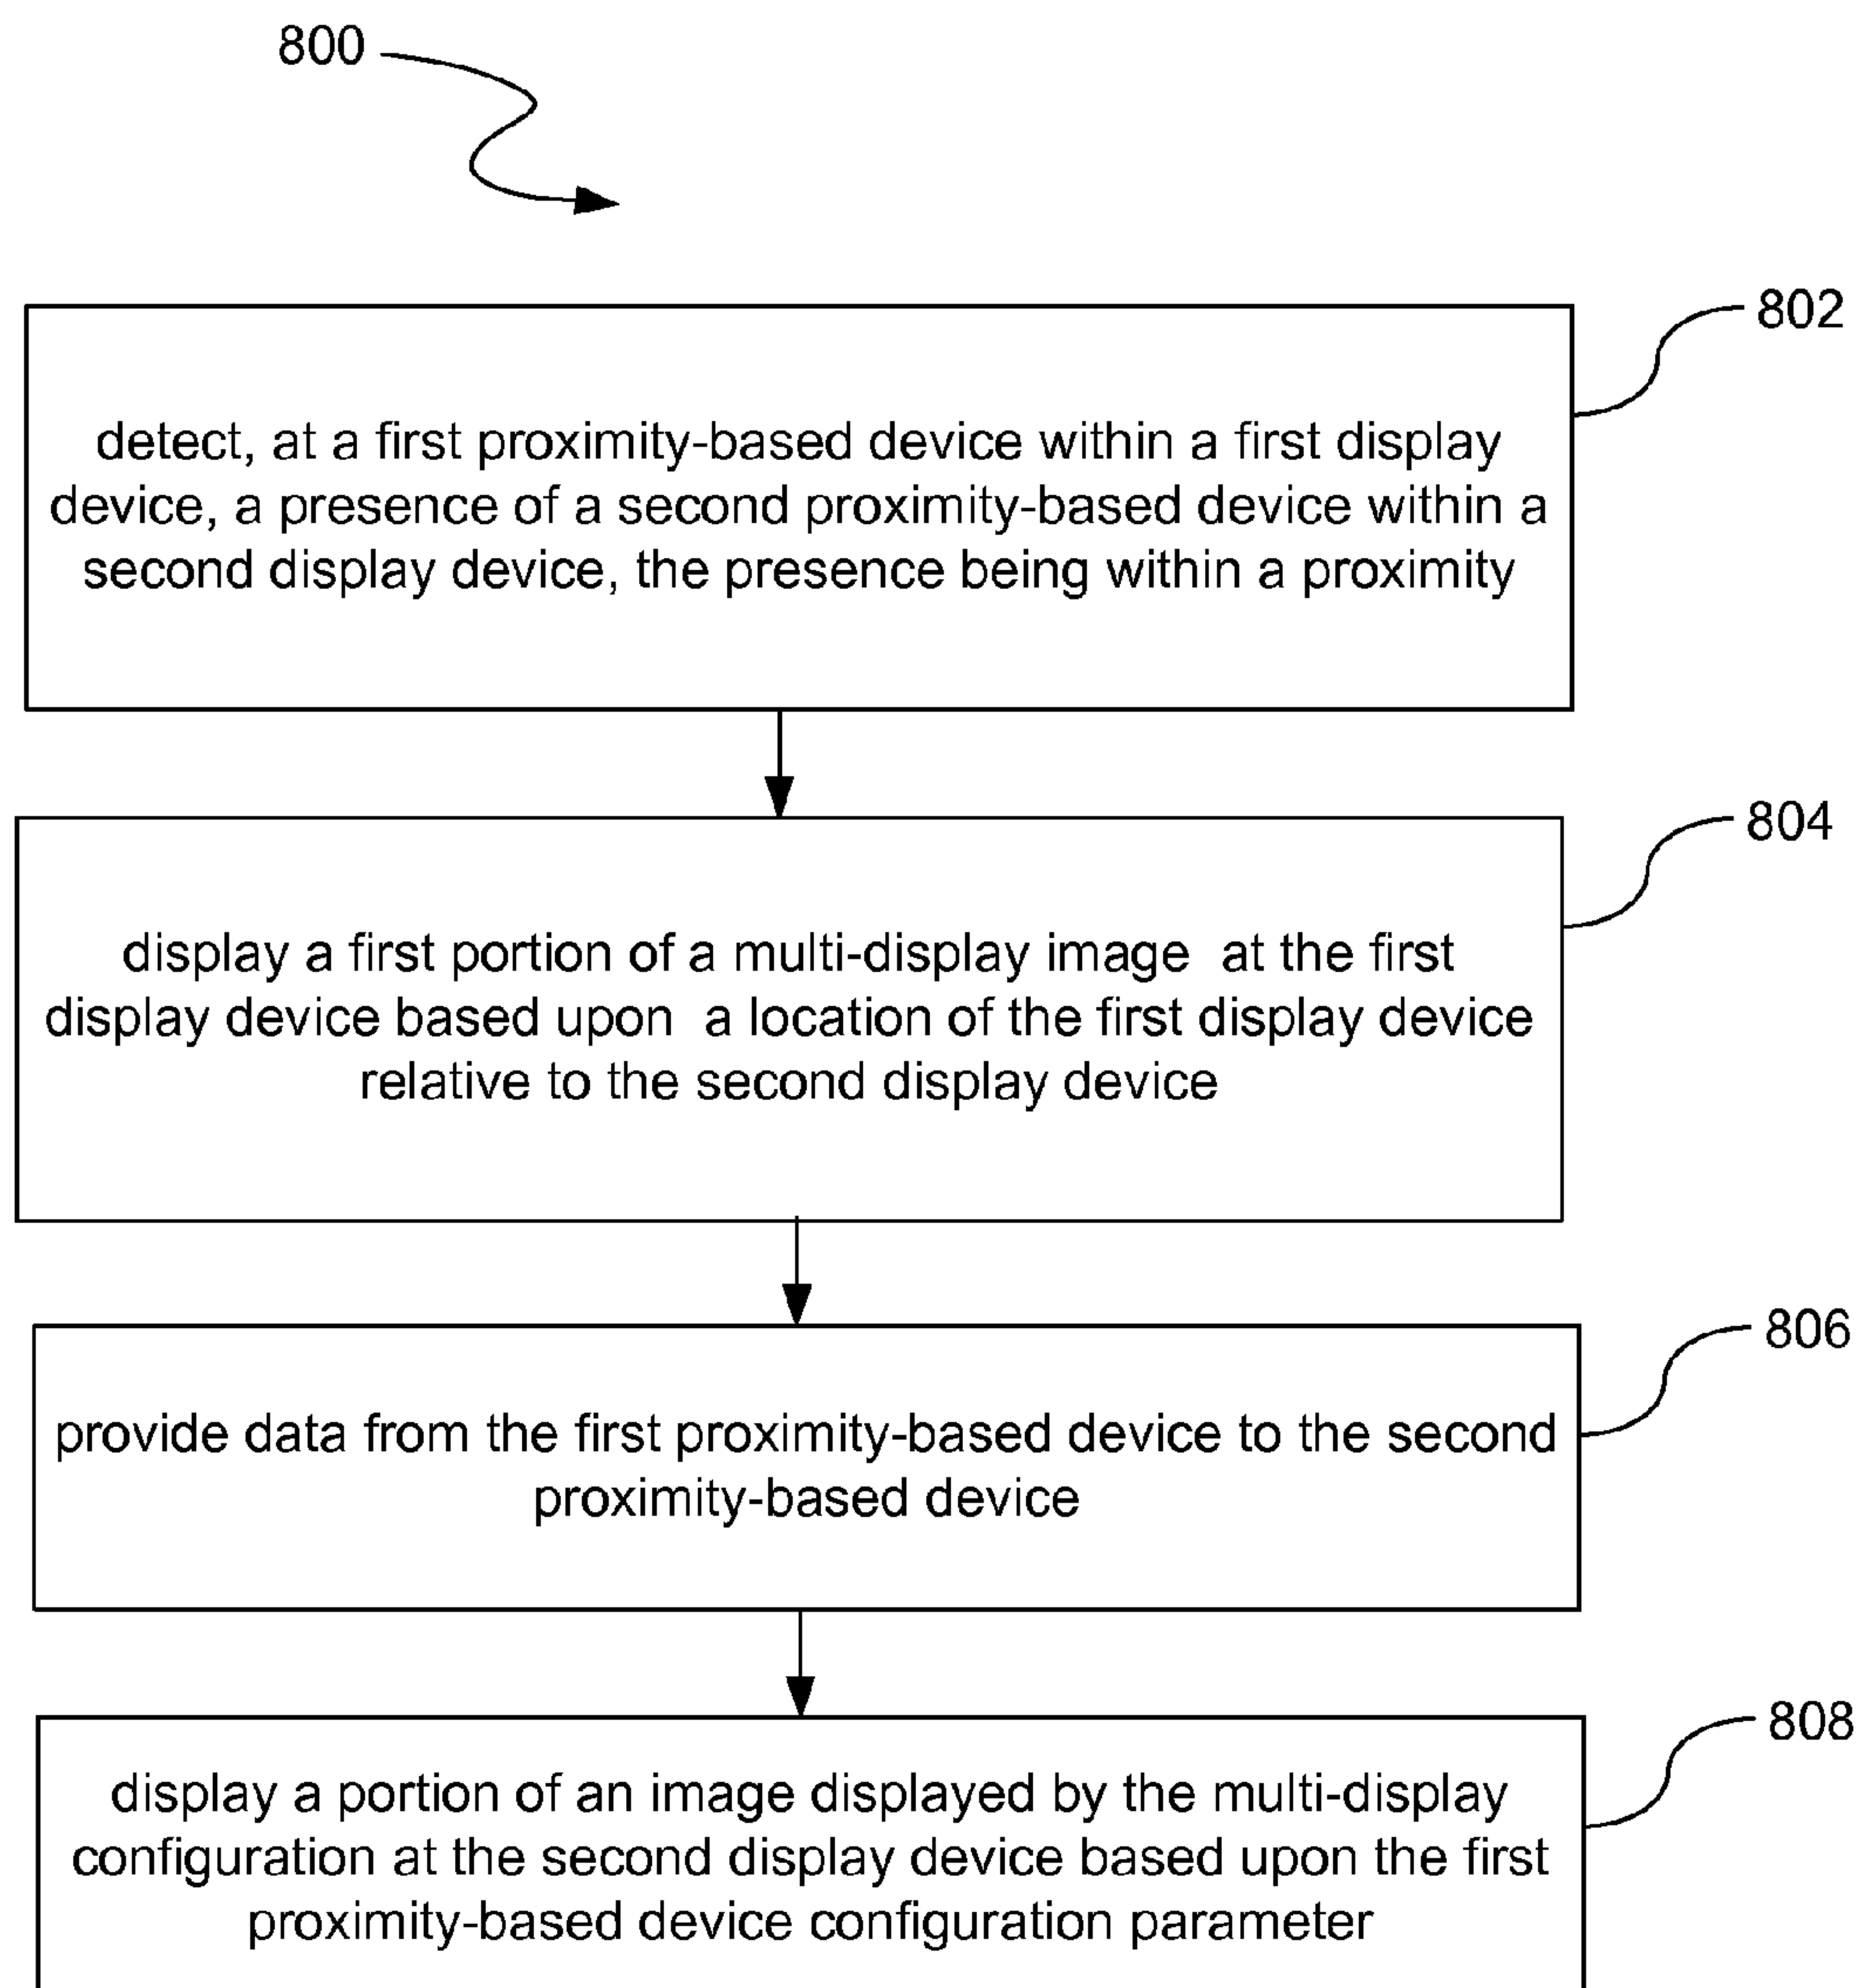 800
802
detect, at a first proximity-based device within a first display
device, a presence of a second proximity-based device within a
second display device, the presence being within a proximity
804
display a first portion of a multi-display image at the first
display device based upon a location of the first display device
relative to the second display device
806
provide data from the first proximity-based device to the second
proximity-based device
808
display a portion of an image displayed by the multi-display
configuration at the second display device based upon the first
proximity-based device configuration parameter